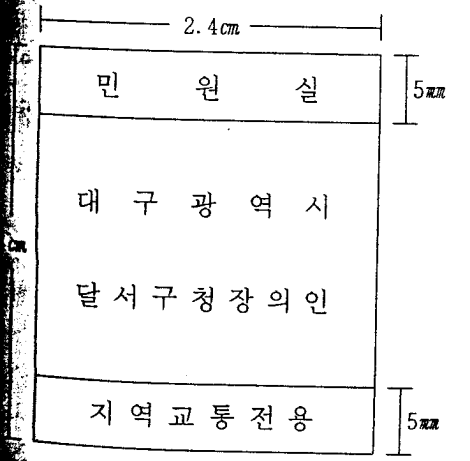 2.4cm
민 원 실
5mm
대 구 광 역 시
cm
달 서 구 청 장 의 인
지 역 교 통 전 용
5mm